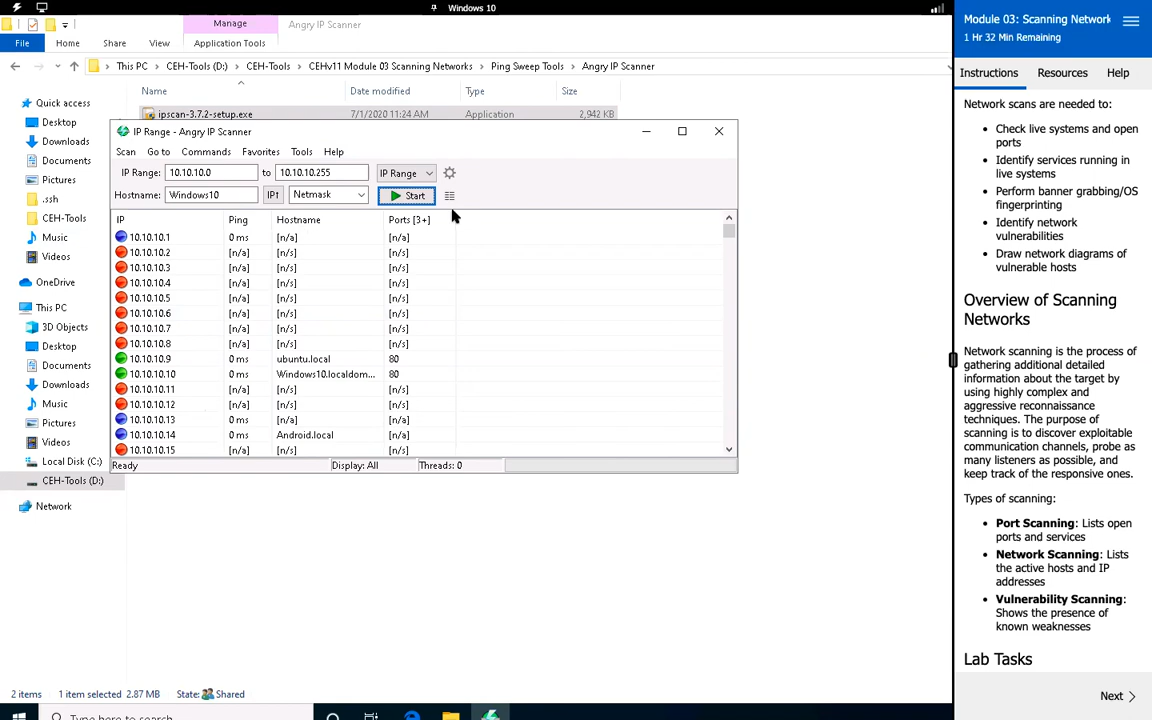 Windows 10
Manage
Angry IP Scanner
File Home Share View Application Tools
This PC CEH-Tools (D:) CEH-Tools CEHv11 Module 03 Scanning Networks Ping Sweep Tools Angry IP Scanner
Name Date modified Type Size
ipscan-3.7.2-setup.exe 7/1/2020 11:24 AM Application 2,942 KB
Quick access
Desktop
Downloads
Documents
Pictures
.ssh
CEH-Tools
Music
Videos
OneDrive
This PC
3D Objects
Desktop
Documents
Downloads
Music
Pictures
Videos
Local Disk (C:)
CEH-Tools (D:)
Network
IP Range - Angry IP Scanner
Scan Go to Commands Favorites Tools Help
IP Range: 10.10.10.0 to 10.10.10.255 IP Range
Hostname: Windows10 IP↑ Netmask Start
IP Ping Hostname Ports [3+]
10.10.10.1 0 ms [n/a] [n/a]
10.10.10.2 [n/a] [n/s] [n/s]
10.10.10.3 [n/a] [n/s] [n/s]
10.10.10.4 [n/a] [n/s] [n/s]
10.10.10.5 [n/a] [n/s] [n/s]
10.10.10.6 [n/a] [n/s] [n/s]
10.10.10.7 [n/a] [n/s] [n/s]
10.10.10.8 [n/a] [n/s] [n/s]
10.10.10.9 0 ms ubuntu.local 80
10.10.10.10 0 ms Windows10.localdom... 80
10.10.10.11 [n/a] [n/s] [n/s]
10.10.10.12 [n/a] [n/s] [n/s]
10.10.10.13 0 ms [n/a] [n/a]
10.10.10.14 0 ms Android.local [n/a]
10.10.10.15 [n/a] [n/s] [n/s]
Ready Display: All Threads: 0
2 items 1 item selected 2.87 MB State: Shared
Type here to search
Module 03: Scanning Network
1 Hr 32 Min Remaining
Instructions Resources Help
Network scans are needed to:
Check live systems and open
ports
Identify services running in
live systems
Perform banner grabbing/OS
fingerprinting
Identify network
vulnerabilities
Draw network diagrams of
vulnerable hosts
Overview of Scanning
Networks
Network scanning is the process of
gathering additional detailed
information about the target by
using highly complex and
aggressive reconnaissance
techniques. The purpose of
scanning is to discover exploitable
communication channels, probe as
many listeners as possible, and
keep track of the responsive ones.
Types of scanning:
Port Scanning: Lists open
ports and services
Network Scanning: Lists
the active hosts and IP
addresses
Vulnerability Scanning:
Shows the presence of
known weaknesses
Lab Tasks
Next